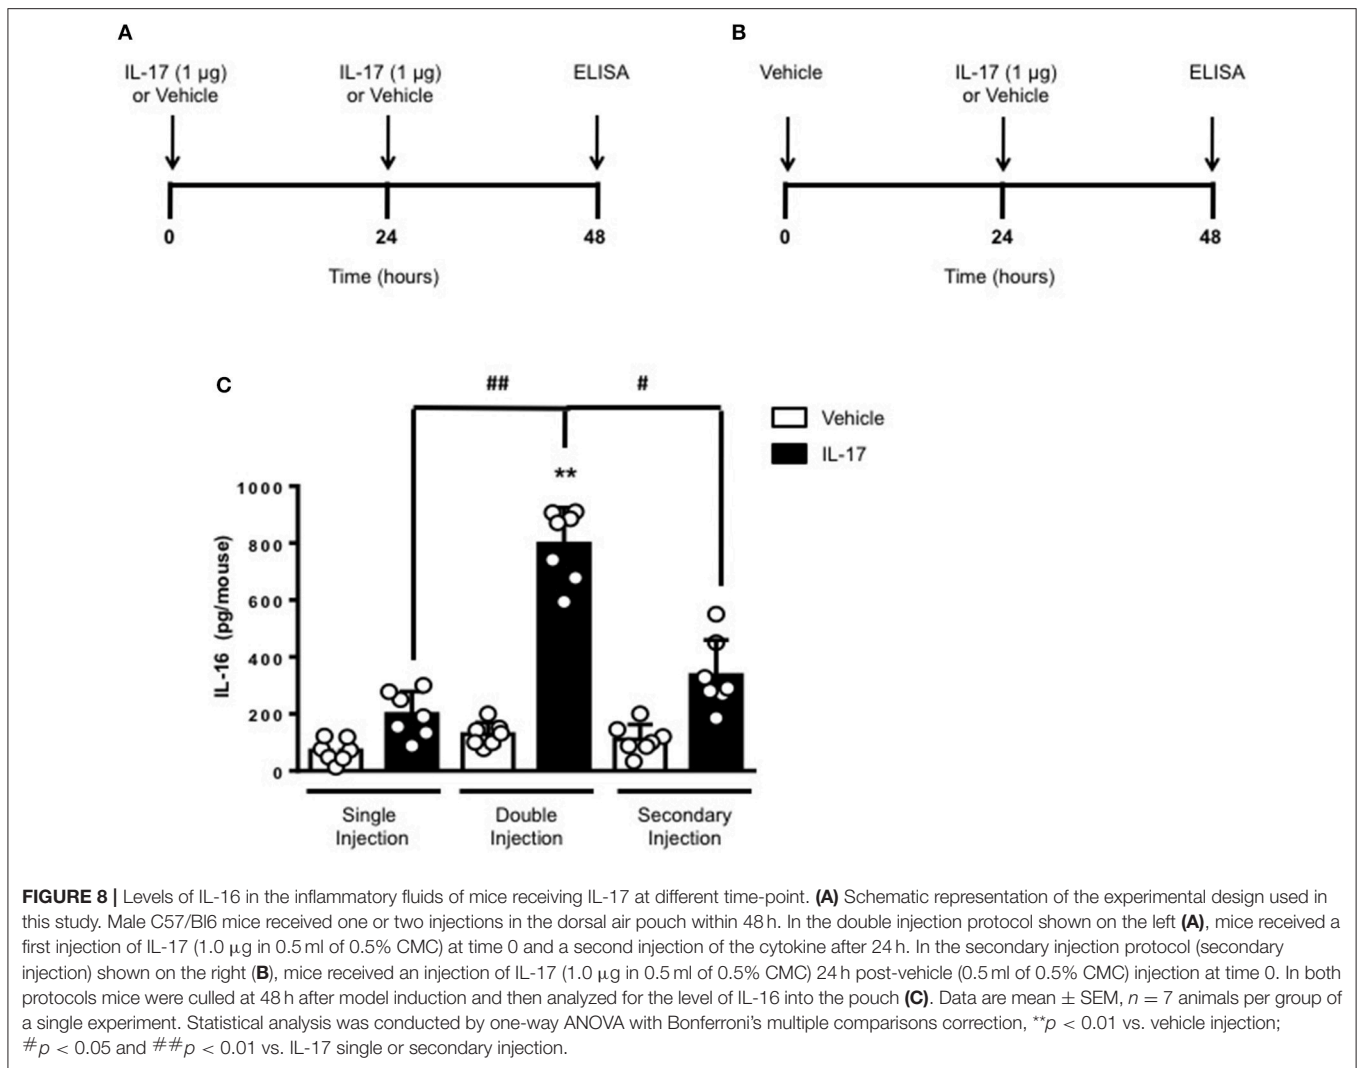 A
B
IL-17 (1 µg)
or Vehicle
IL-17 (1 µg)
or Vehicle
ELISA
Vehicle
IL-17 (1 µg)
or Vehicle
ELISA
0
24
48
Time (hours)
0
24
48
Time (hours)
C
##
#
Vehicle
IL-17
**
1000
800
600
400
200
0
IL-16 (pg/mouse)
Single
Injection
Double
Injection
Secondary
Injection
FIGURE 8 | Levels of IL-16 in the inflammatory fluids of mice receiving IL-17 at different time-point. (A) Schematic representation of the experimental design used in
this study. Male C57/Bl6 mice received one or two injections in the dorsal air pouch within 48 h. In the double injection protocol shown on the left (A), mice received a
first injection of IL-17 (1.0 µg in 0.5 ml of 0.5% CMC) at time 0 and a second injection of the cytokine after 24 h. In the secondary injection protocol (secondary
injection) shown on the right (B), mice received an injection of IL-17 (1.0 µg in 0.5 ml of 0.5% CMC) 24 h post-vehicle (0.5 ml of 0.5% CMC) injection at time 0. In both
protocols mice were culled at 48 h after model induction and then analyzed for the level of IL-16 into the pouch (C). Data are mean ± SEM, n = 7 animals per group of
a single experiment. Statistical analysis was conducted by one-way ANOVA with Bonferroni's multiple comparisons correction, **p < 0.01 vs. vehicle injection;
#p < 0.05 and ##p < 0.01 vs. IL-17 single or secondary injection.